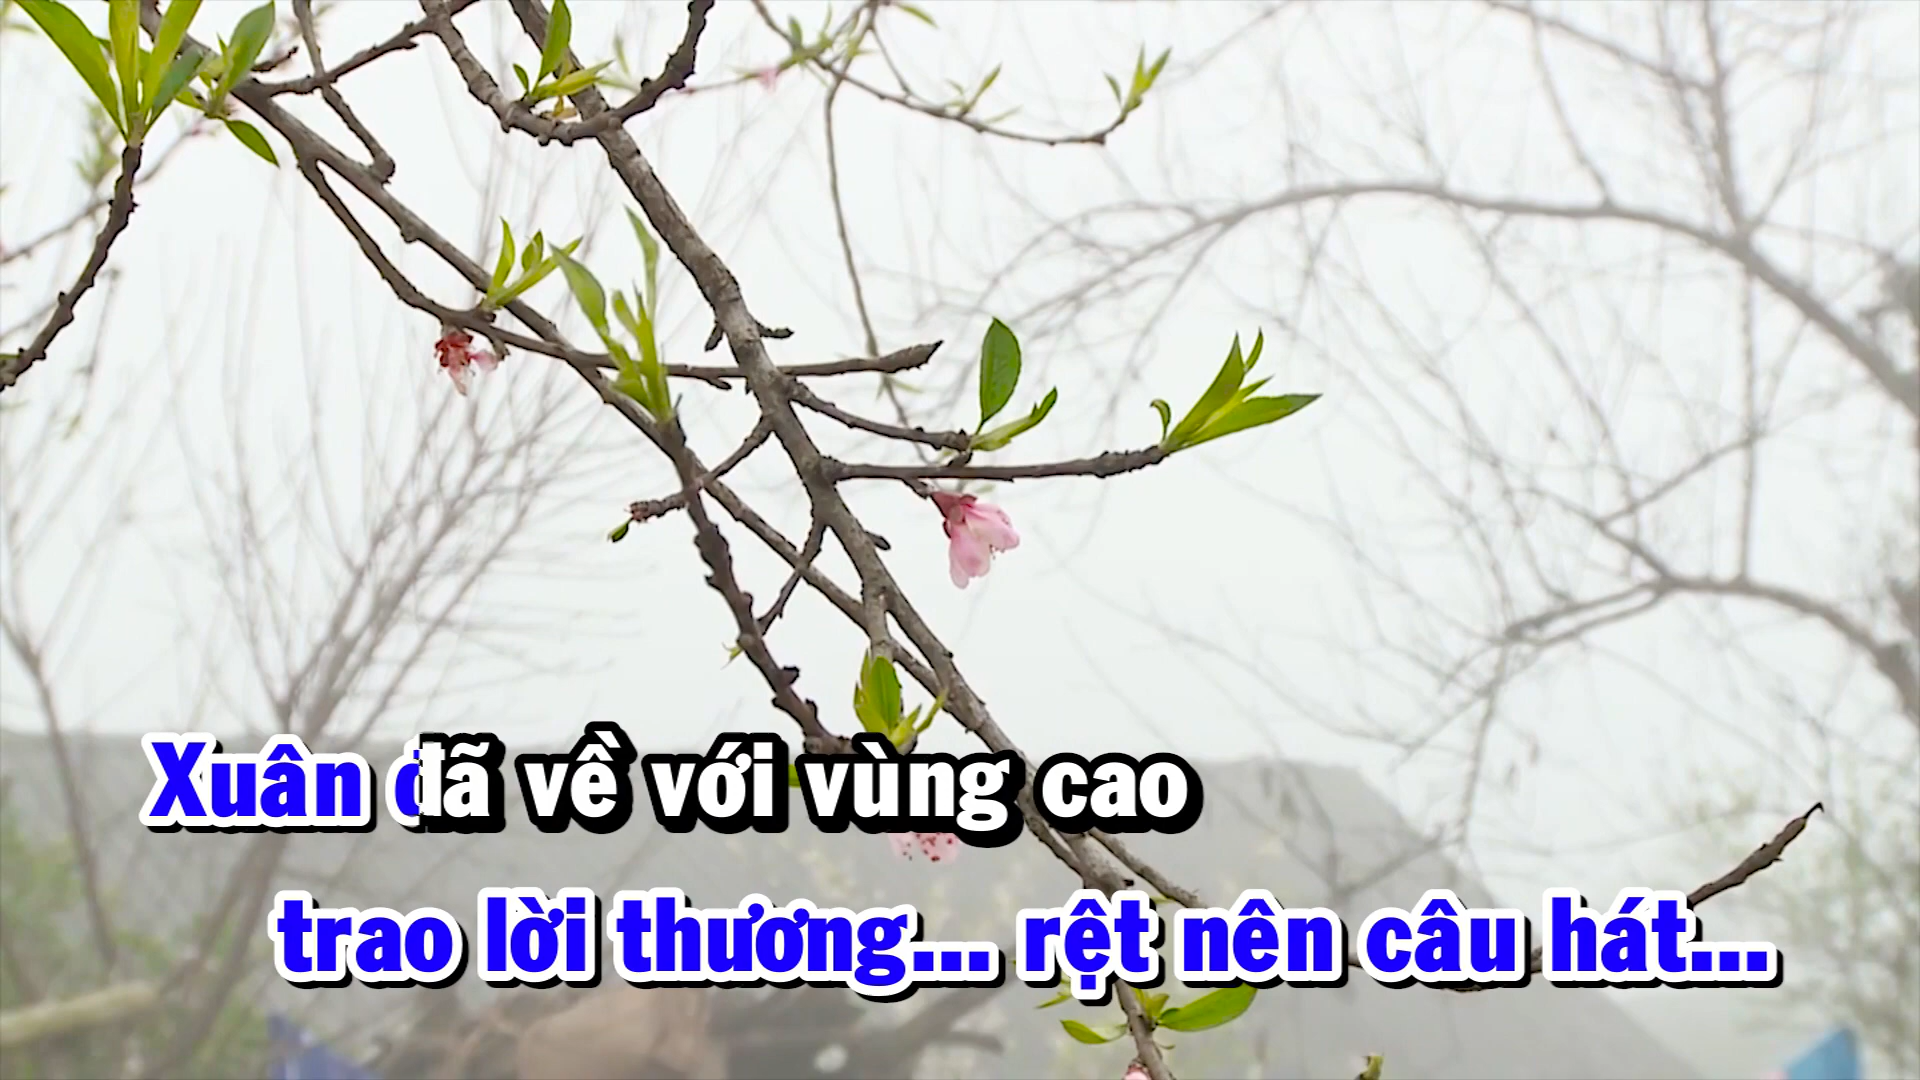 Xuân đã về với vùng cao
trao lời thương... rệt nên câu hát...